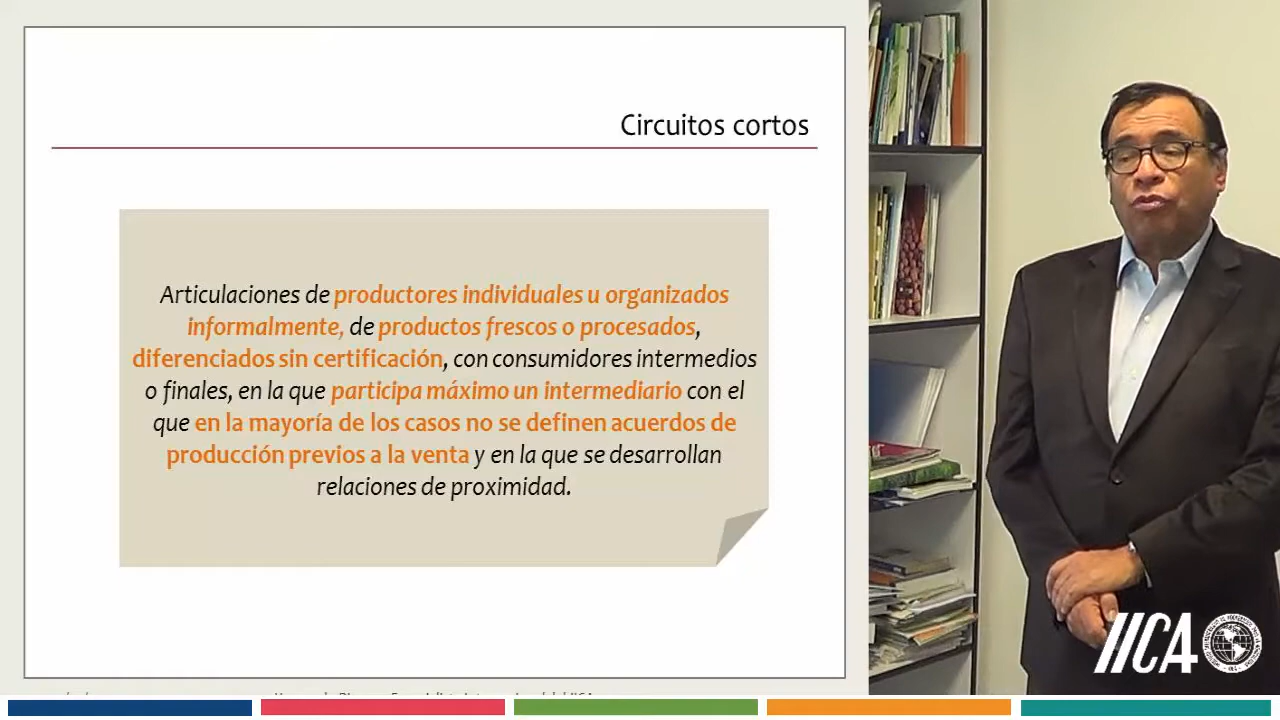 Circuitos cortos
Articulaciones de productores individuales u organizados
informalmente, de productos frescos o procesados,
diferenciados sin certificación, con consumidores intermedios
o finales, en la que participa máximo un intermediario con el
que en la mayoría de los casos no se definen acuerdos de
producción previos a la venta y en la que se desarrollan
relaciones de proximidad.
IICA